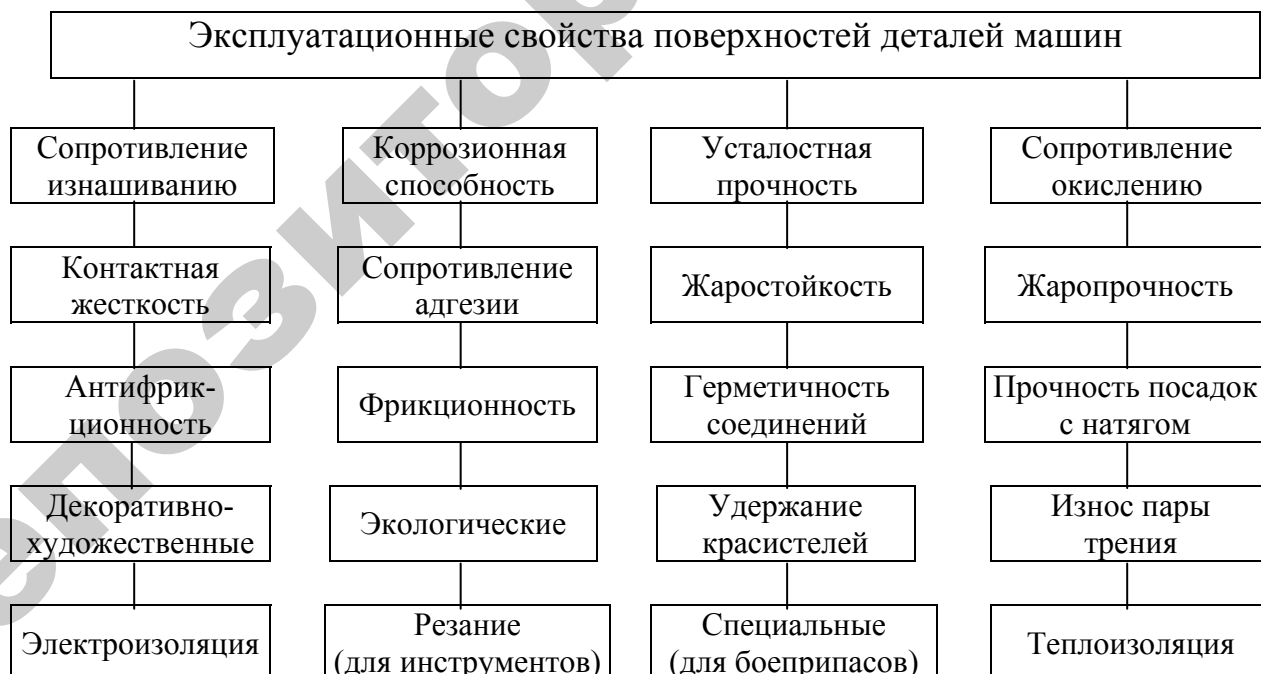 Эксплуатационные свойства поверхностей деталей машин
Сопротивление
изнашиванию
Коррозионная
способность
Усталостная
прочность
Сопротивление
окислению
Контактная
жесткость
Сопротивление
адгезии
Жаростойкость
Жаропрочность
Антифрик-
ционность
Фрикционность
Герметичность
соединений
Прочность посадок
с натягом
Декоративно-
художественные
Экологические
Удержание
красистелей
Износ пары
трения
Электроизоляция
Резание
(для инструментов)
Специальные
(для боеприпасов)
Теплоизоляция
епозитор